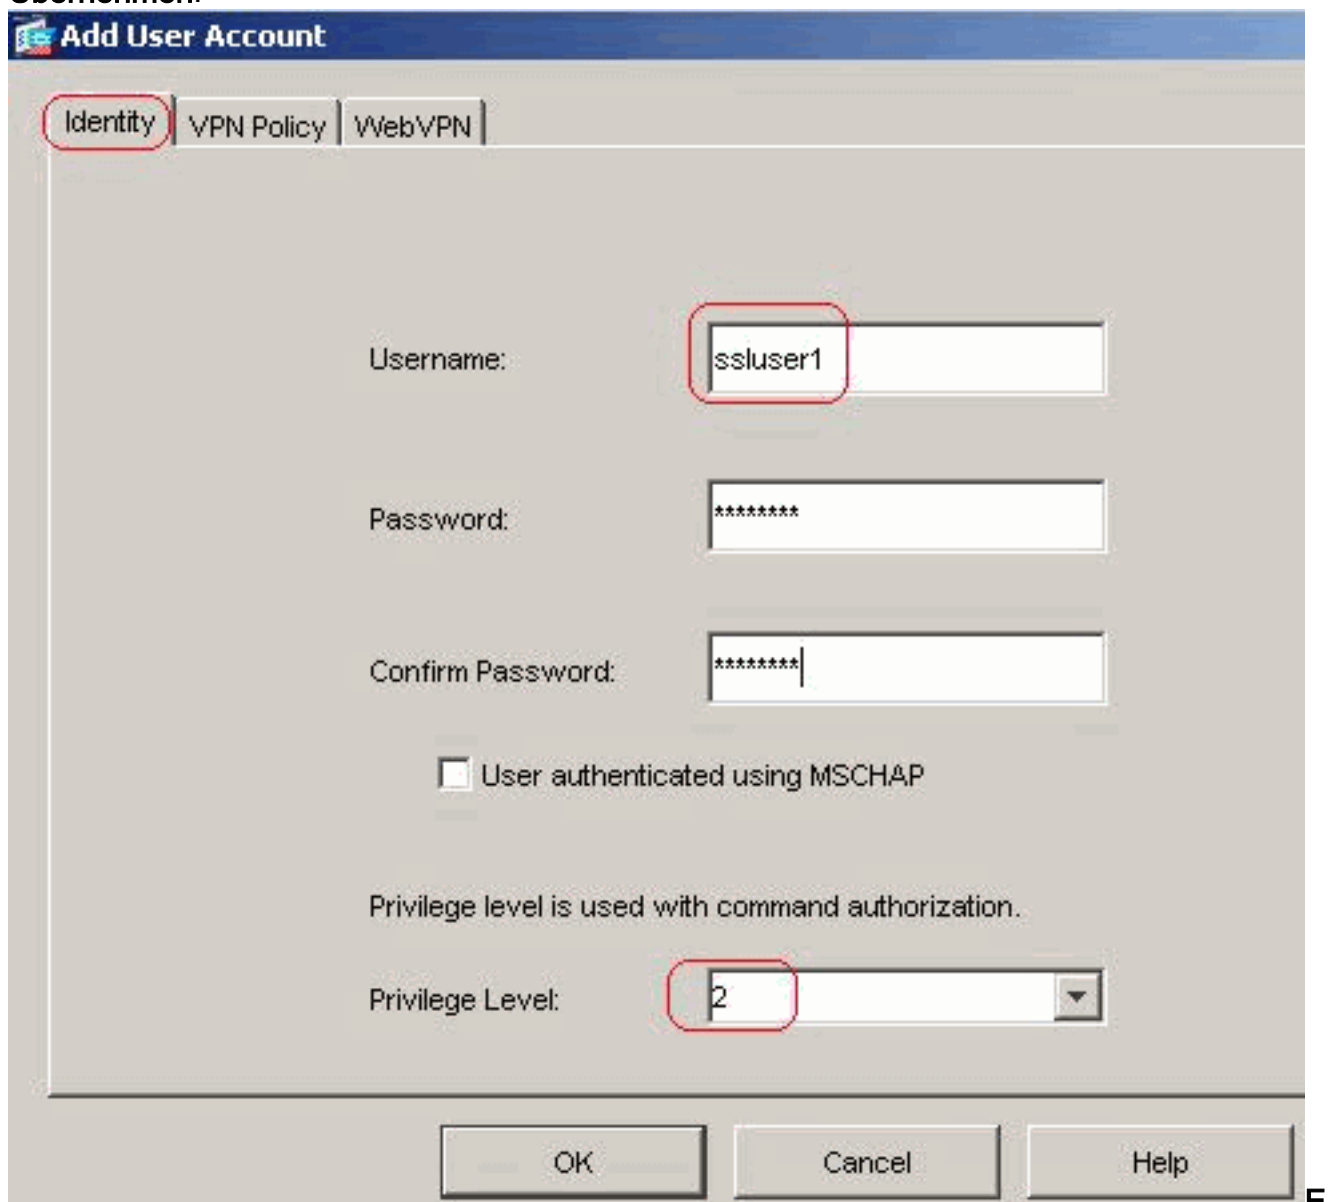 Add User Account
Identity VPN Policy WebVPN
Username: ssluser1
Password: ********
Confirm Password: ********
User authenticated using MSCHAP
Privilege level is used with command authorization.
Privilege Level: 2
OK Cancel Help